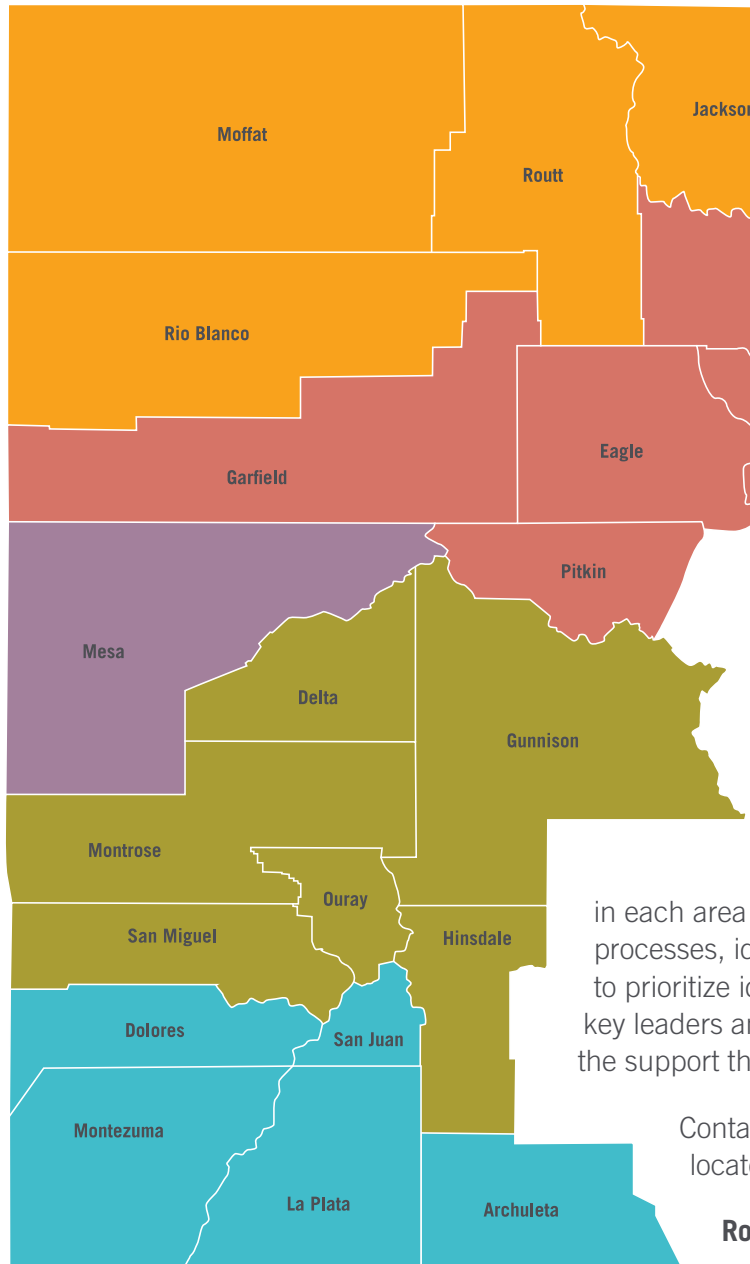 Moffat
Jackson
Routt
Rio Blanco
Garfield
Eagle
Pitkin
Mesa
Delta
Gunnison
Montrose
Ouray
San Miguel
Hinsdale
Dolores
San Juan
Montezuma
La Plata
Archuleta
in each area
processes,
to prioritize
key leaders
the support